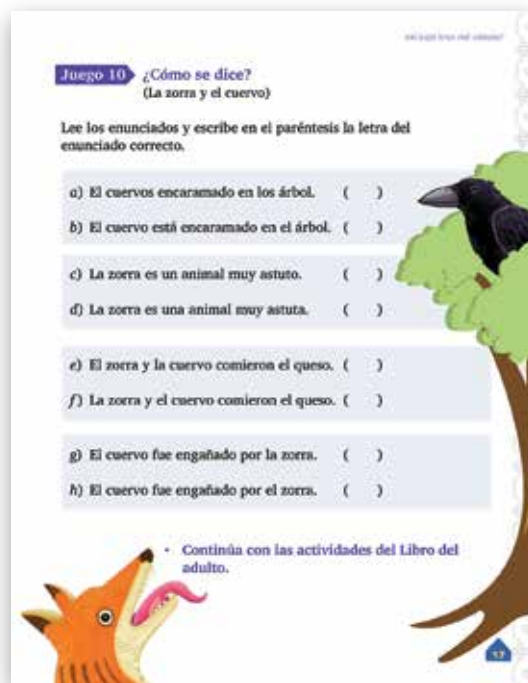 Juego 10 ¿Cómo se dice?
(La zorra y el cuervo)
Lee los enunciados y escribe en el paréntesis la letra del
enunciado correcto.
a) El cuervos encaramado en los árbol. ( )
b) El cuervo está encaramado en el árbol. ( )
c) La zorra es un animal muy astuto. ( )
d) La zorra es una animal muy astuta. ( )
e) El zorra y la cuervo comieron el queso. ( )
f) La zorra y el cuervo comieron el queso. ( )
g) El cuervo fue engañado por la zorra. ( )
h) El cuervo fue engañado por el zorra. ( )
• Continúa con las actividades del Libro del
adulto.
17